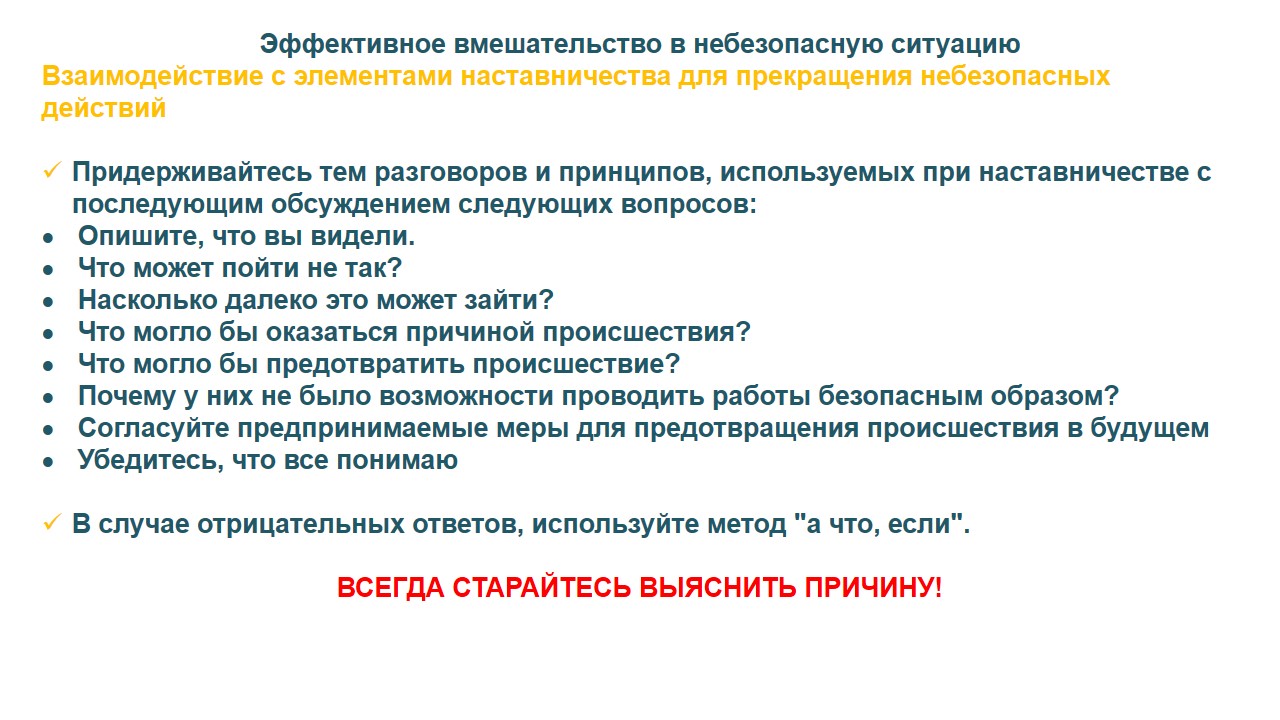 Эффективное вмешательство в небезопасную ситуацию
Взаимодействие с элементами наставничества для прекращения небезопасных
действий
✓ Придерживайтесь тем разговоров и принципов, используемых при наставничестве с
последующим обсуждением следующих вопросов:
• Опишите, что вы видели.
• Что может пойти не так?
• Насколько далеко это может зайти?
• Что могло бы оказаться причиной происшествия?
• Что могло бы предотвратить происшествие?
• Почему у них не было возможности проводить работы безопасным образом?
• Согласуйте предпринимаемые меры для предотвращения происшествия в будущем
• Убедитесь, что все понимаю
✓ В случае отрицательных ответов, используйте метод "а что, если".
ВСЕГДА СТАРАЙТЕСЬ ВЫЯСНИТЬ ПРИЧИНУ!